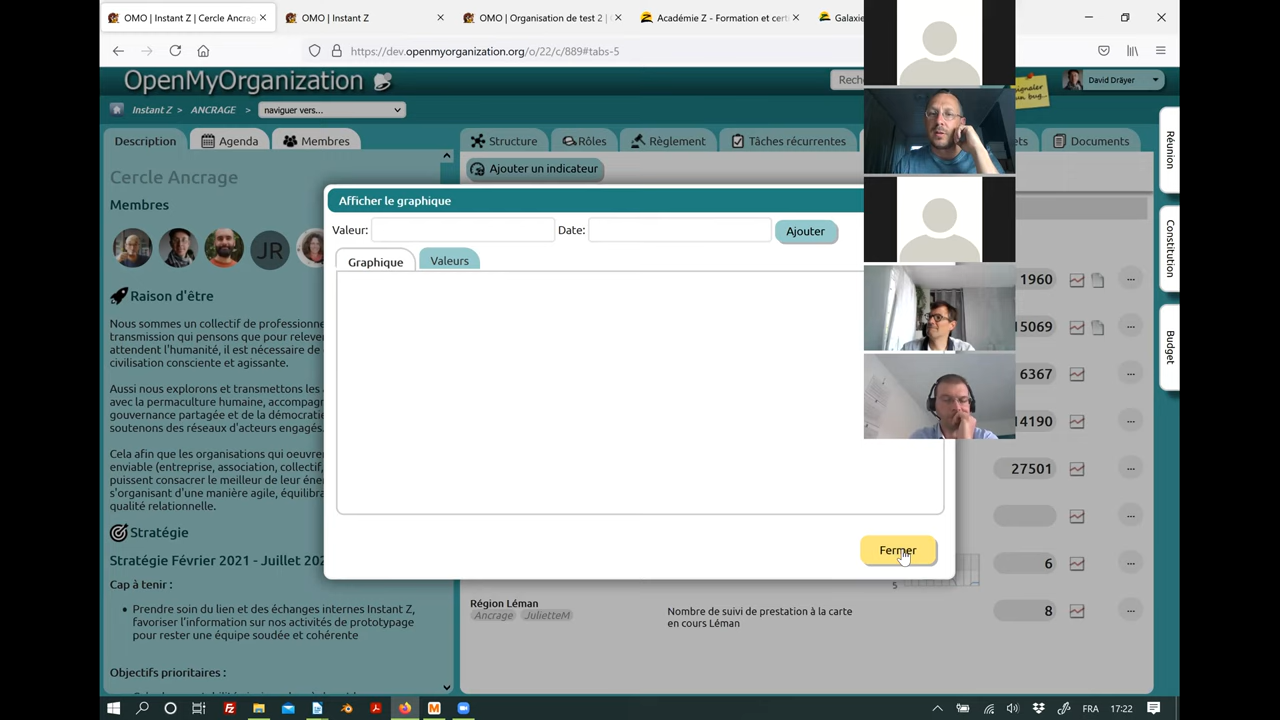 OMO | Instant Z | Cercle Ancrag
OMO | Instant Z
OMO | Organisation de test 2 |
Académie Z - Formation et cert
Galaxie
https://dev.openmyorganization.org/o/22/c/889#tabs-5
OpenMyOrganization
Reche
ignaler
un bug...
David Dräyer
Instant Z > ANCRAGE > naviguer vers...
Description
Agenda
Membres
Structure
Rôles
Règlement
Tâches récurrentes
ets
Documents
Réunion
Constitution
Budget
Cercle Ancrage
Ajouter un indicateur
Membres
JR
Raison d'être
Nous sommes un collectif de professionne
transmission qui pensons que pour relever
attendent l'humanité, il est nécessaire de
civilisation consciente et agissante.
Aussi nous explorons et transmettons les
avec la permaculture humaine, accompagn
gouvernance partagée et de la démocratie
soutenons des réseaux d'acteurs engagés.
Cela afin que les organisations qui oeuvren
enviable (entreprise, association, collectif,
puissent consacrer le meilleur de leur éner
s'organisant d'une manière agile, équilibr
qualité relationnelle.
Stratégie
Stratégie Février 2021 - Juillet 202
Cap à tenir :
Prendre soin du lien et des échanges internes Instant Z,
favoriser l'information sur nos activités de prototypage
pour rester une équipe soudée et cohérente
Objectifs prioritaires :
Afficher le graphique
Valeur:
Date:
Ajouter
Graphique
Valeurs
Fermer
1960
15069
6367
14190
27501
5
6
Région Léman
Ancrage
JulietteM
Nombre de suivi de prestation à la carte
en cours Léman
8
FRA
17:22